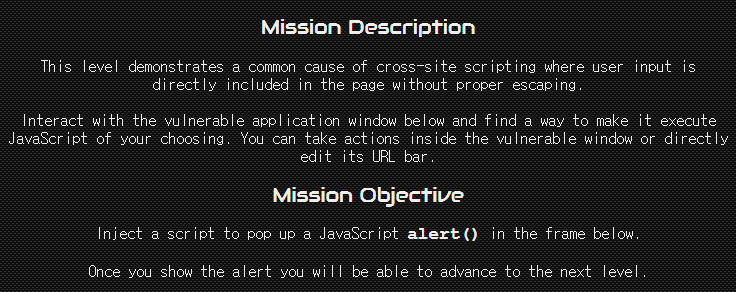 Mission Description
This level demonstrates a common cause of cross-site scripting where user input is
directly included in the page without proper escaping.
Interact with the vulnerable application window below and find a way to make it execute
JavaScript of your choosing. You can take actions inside the vulnerable window or directly
edit its URL bar.
Mission Objective
Inject a script to pop up a JavaScript alert() in the frame below.
Once you show the alert you will be able to advance to the next level.